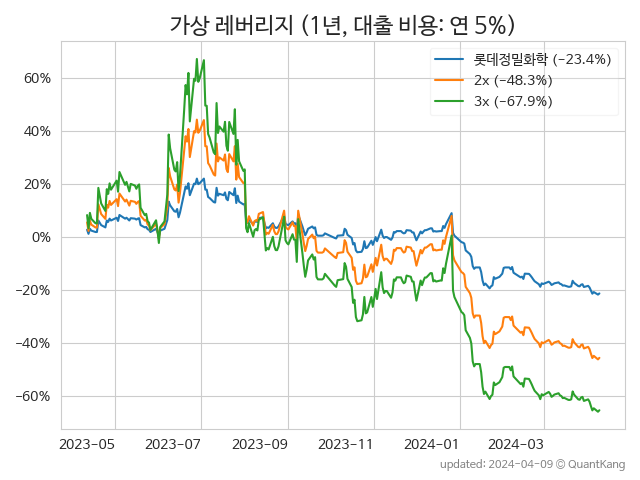 가상 레버리지 (1년, 대출 비용: 연 5%)
롯데정밀화학 (−23.4%)
2x (−48.3%)
3x (−67.9%)
60%
40%
20%
0%
−20%
−40%
−60%
2023-05
2023-07
2023-09
2023-11
2024-01
2024-03
updated: 2024-04-09 © QuantKang